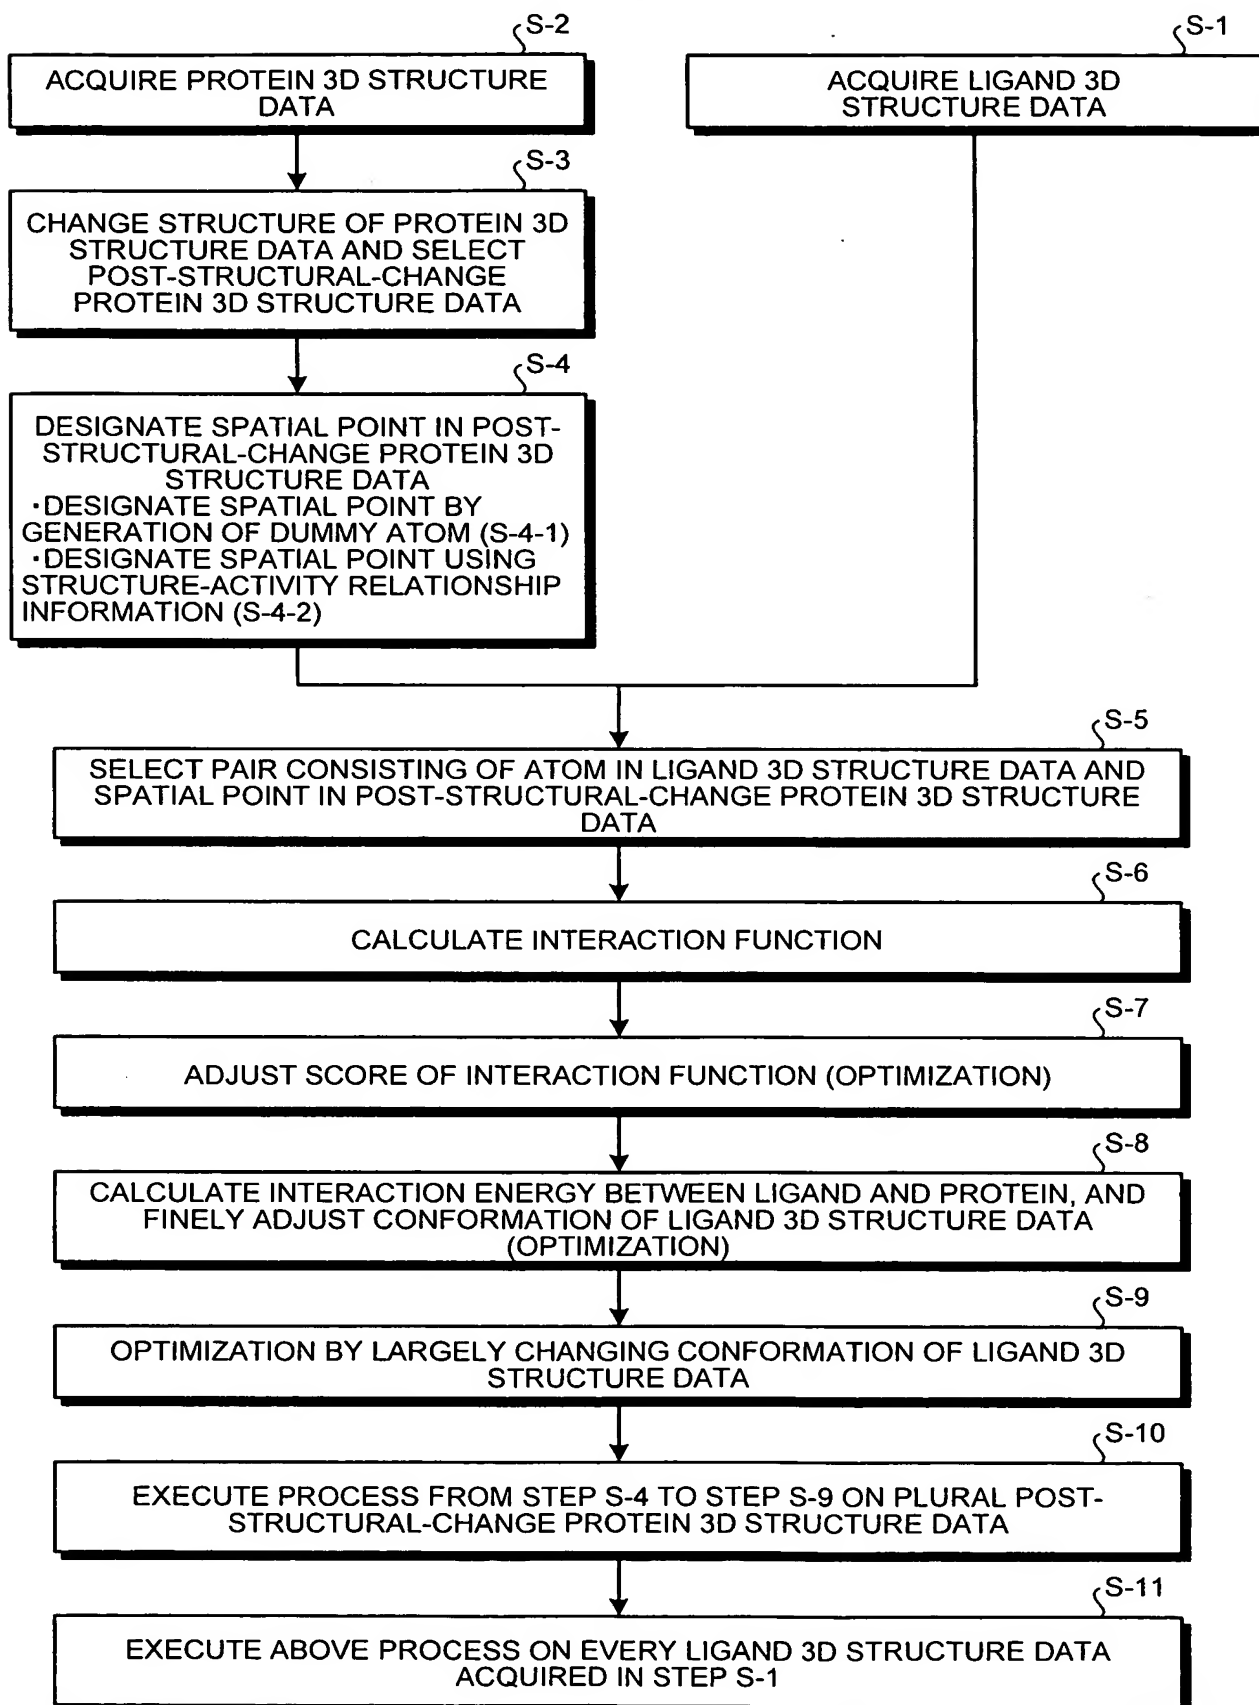 S-2
ACQUIRE PROTEIN 3D STRUCTURE
DATA
S-1
ACQUIRE LIGAND 3D
STRUCTURE DATA
S-3
CHANGE STRUCTURE OF PROTEIN 3D
STRUCTURE DATA AND SELECT
POST-STRUCTURAL-CHANGE
PROTEIN 3D STRUCTURE DATA
S-4
DESIGNATE SPATIAL POINT IN POST-
STRUCTURAL-CHANGE PROTEIN 3D
STRUCTURE DATA
・DESIGNATE SPATIAL POINT BY
GENERATION OF DUMMY ATOM (S-4-1)
・DESIGNATE SPATIAL POINT USING
STRUCTURE-ACTIVITY RELATIONSHIP
INFORMATION (S-4-2)
S-5
SELECT PAIR CONSISTING OF ATOM IN LIGAND 3D STRUCTURE DATA AND
SPATIAL POINT IN POST-STRUCTURAL-CHANGE PROTEIN 3D STRUCTURE
DATA
S-6
CALCULATE INTERACTION FUNCTION
S-7
ADJUST SCORE OF INTERACTION FUNCTION (OPTIMIZATION)
S-8
CALCULATE INTERACTION ENERGY BETWEEN LIGAND AND PROTEIN, AND
FINELY ADJUST CONFORMATION OF LIGAND 3D STRUCTURE DATA
(OPTIMIZATION)
S-9
OPTIMIZATION BY LARGELY CHANGING CONFORMATION OF LIGAND 3D
STRUCTURE DATA
S-10
EXECUTE PROCESS FROM STEP S-4 TO STEP S-9 ON PLURAL POST-
STRUCTURAL-CHANGE PROTEIN 3D STRUCTURE DATA
S-11
EXECUTE ABOVE PROCESS ON EVERY LIGAND 3D STRUCTURE DATA
ACQUIRED IN STEP S-1